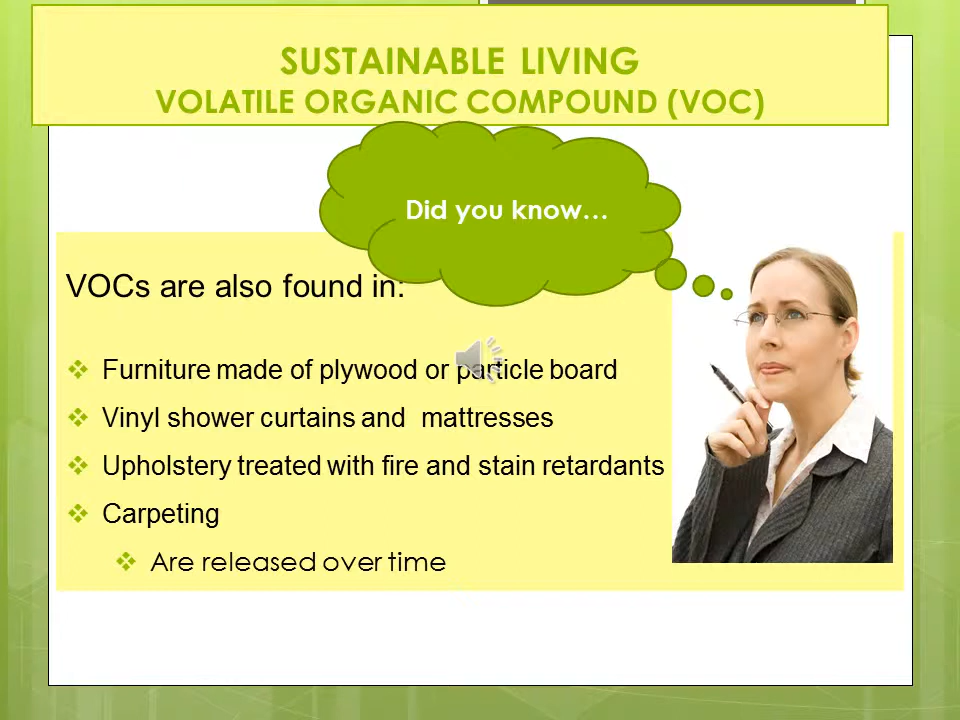 SUSTAINABLE LIVING
VOLATILE ORGANIC COMPOUND (VOC)
Did you know…
VOCs are also found in:
Furniture made of plywood or particle board
Vinyl shower curtains and  mattresses
Upholstery treated with fire and stain retardants
Carpeting
Are released over time